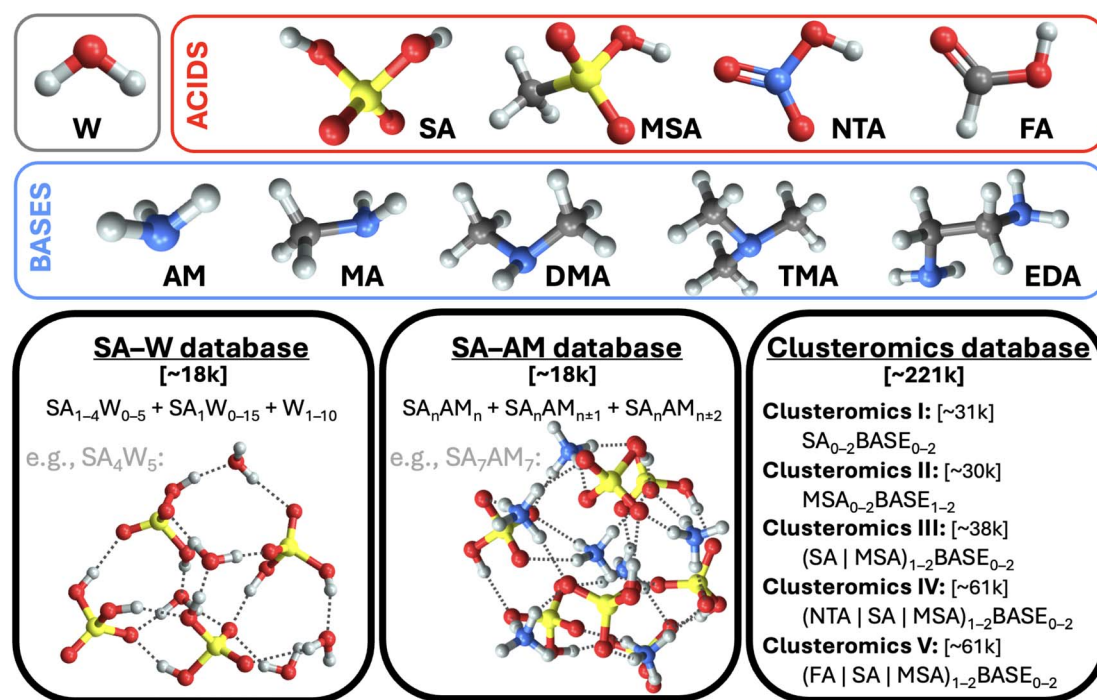 W
ACIDS
SA
MSA
NTA
FA
BASES
AM
MA
DMA
TMA
EDA
SA–W database
[~18k]
SA₁₋₄W₀₋₅ + SA₁W₀₋₁₅ + W₁₋₁₀
e.g., SA₄W₅:
SA–AM database
[~18k]
SAₙAMₙ + SAₙAMₙ±₁ + SAₙAMₙ±₂
e.g., SA₇AM₇:
Clusteromics database
[~221k]
Clusteromics I: [~31k]
SA₀₋₂BASE₀₋₂
Clusteromics II: [~30k]
MSA₀₋₂BASE₁₋₂
Clusteromics III: [~38k]
(SA | MSA)₁₋₂BASE₀₋₂
Clusteromics IV: [~61k]
(NTA | SA | MSA)₁₋₂BASE₀₋₂
Clusteromics V: [~61k]
(FA | SA | MSA)₁₋₂BASE₀₋₂